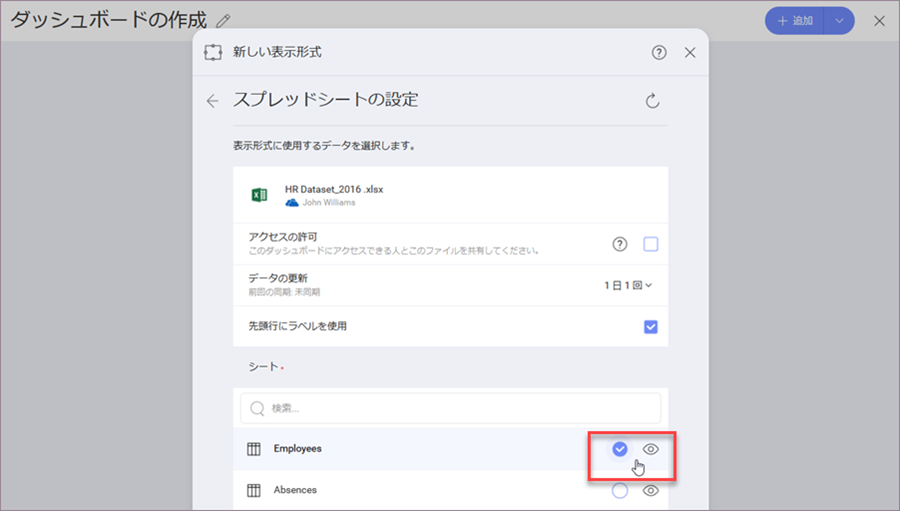 ダッシュボードの作成
追加
新しい表示形式
スプレッドシートの設定
表示形式に使用するデータを選択します。
HR Dataset_2016 .xlsx
John Williams
アクセスの許可
このダッシュボードにアクセスできる人とこのファイルを共有してください。
データの更新
前回の同期: 未同期
1 日 1 回
先頭行にラベルを使用
シート
検索...
Employees
Absences